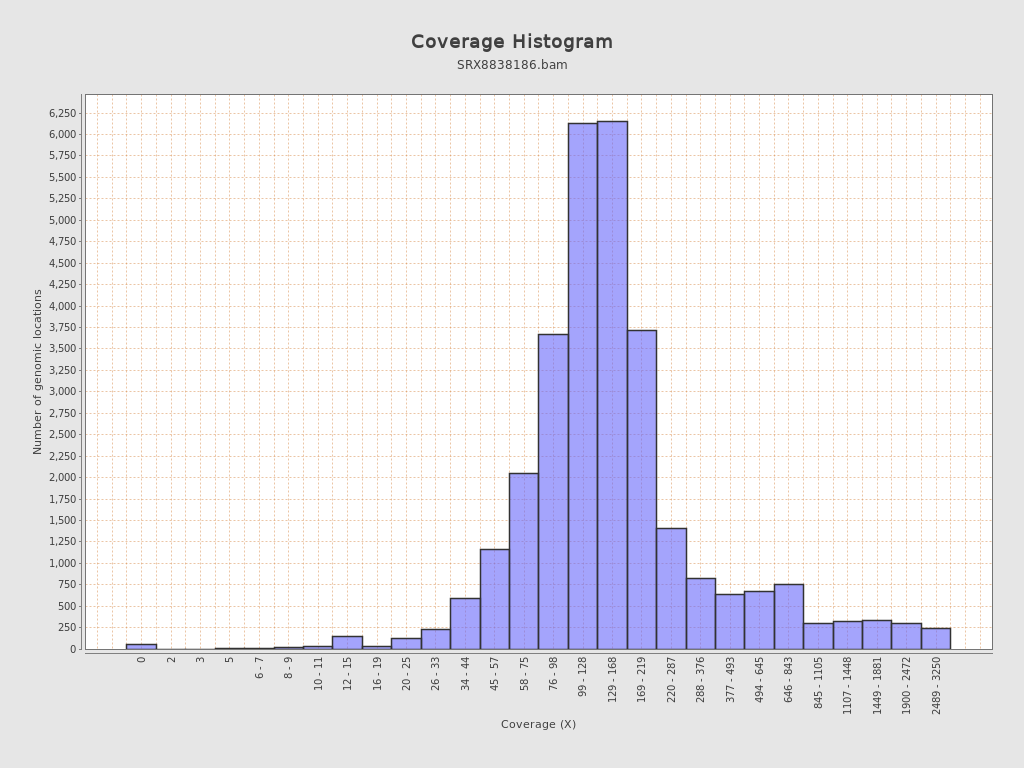 Coverage Histogram
SRX8838186.bam
Number of genomic locations
6,250
6,000
5,750
5,500
5,250
5,000
4,750
4,500
4,250
4,000
3,750
3,500
3,250
3,000
2,750
2,500
2,250
2,000
1,750
1,500
1,250
1,000
750
500
250
0
0
2
3
5
6 - 7
8 - 9
10 - 11
12 - 15
16 - 19
20 - 25
26 - 33
34 - 44
45 - 57
58 - 75
76 - 98
99 - 128
129 - 168
169 - 219
220 - 287
288 - 376
377 - 493
494 - 645
646 - 843
845 - 1105
1107 - 1448
1449 - 1881
1900 - 2472
2489 - 3250
Coverage (X)